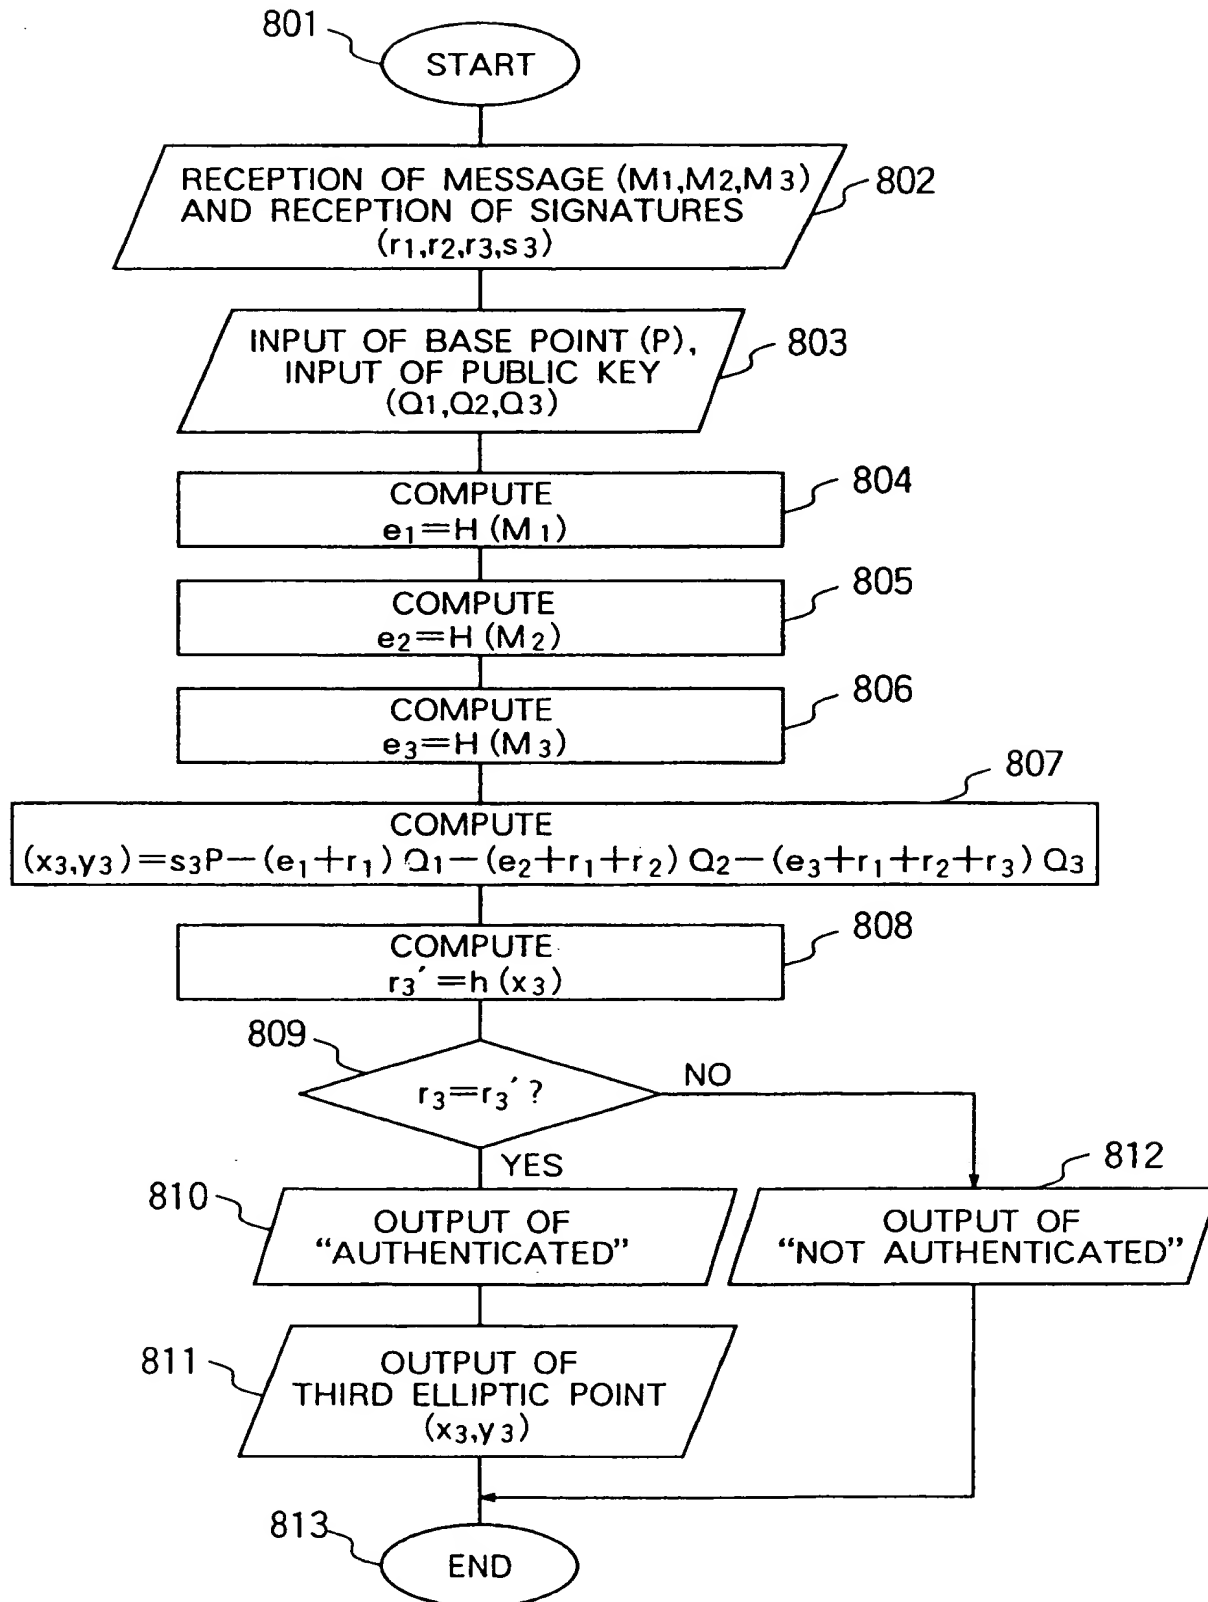 801
START
RECEPTION OF MESSAGE (M1,M2,M3)
AND RECEPTION OF SIGNATURES
(r1,r2,r3,s3)
802
INPUT OF BASE POINT (P),
INPUT OF PUBLIC KEY
(Q1,Q2,Q3)
803
COMPUTE
e1=H(M1)
804
COMPUTE
e2=H(M2)
805
COMPUTE
e3=H(M3)
806
807
COMPUTE
(x3,y3)=s3P-(e1+r1)Q1-(e2+r1+r2)Q2-(e3+r1+r2+r3)Q3
COMPUTE
r3'=h(x3)
808
809
r3=r3'?
NO
YES
810
OUTPUT OF
"AUTHENTICATED"
812
OUTPUT OF
"NOT AUTHENTICATED"
811
OUTPUT OF
THIRD ELLIPTIC POINT
(x3,y3)
813
END